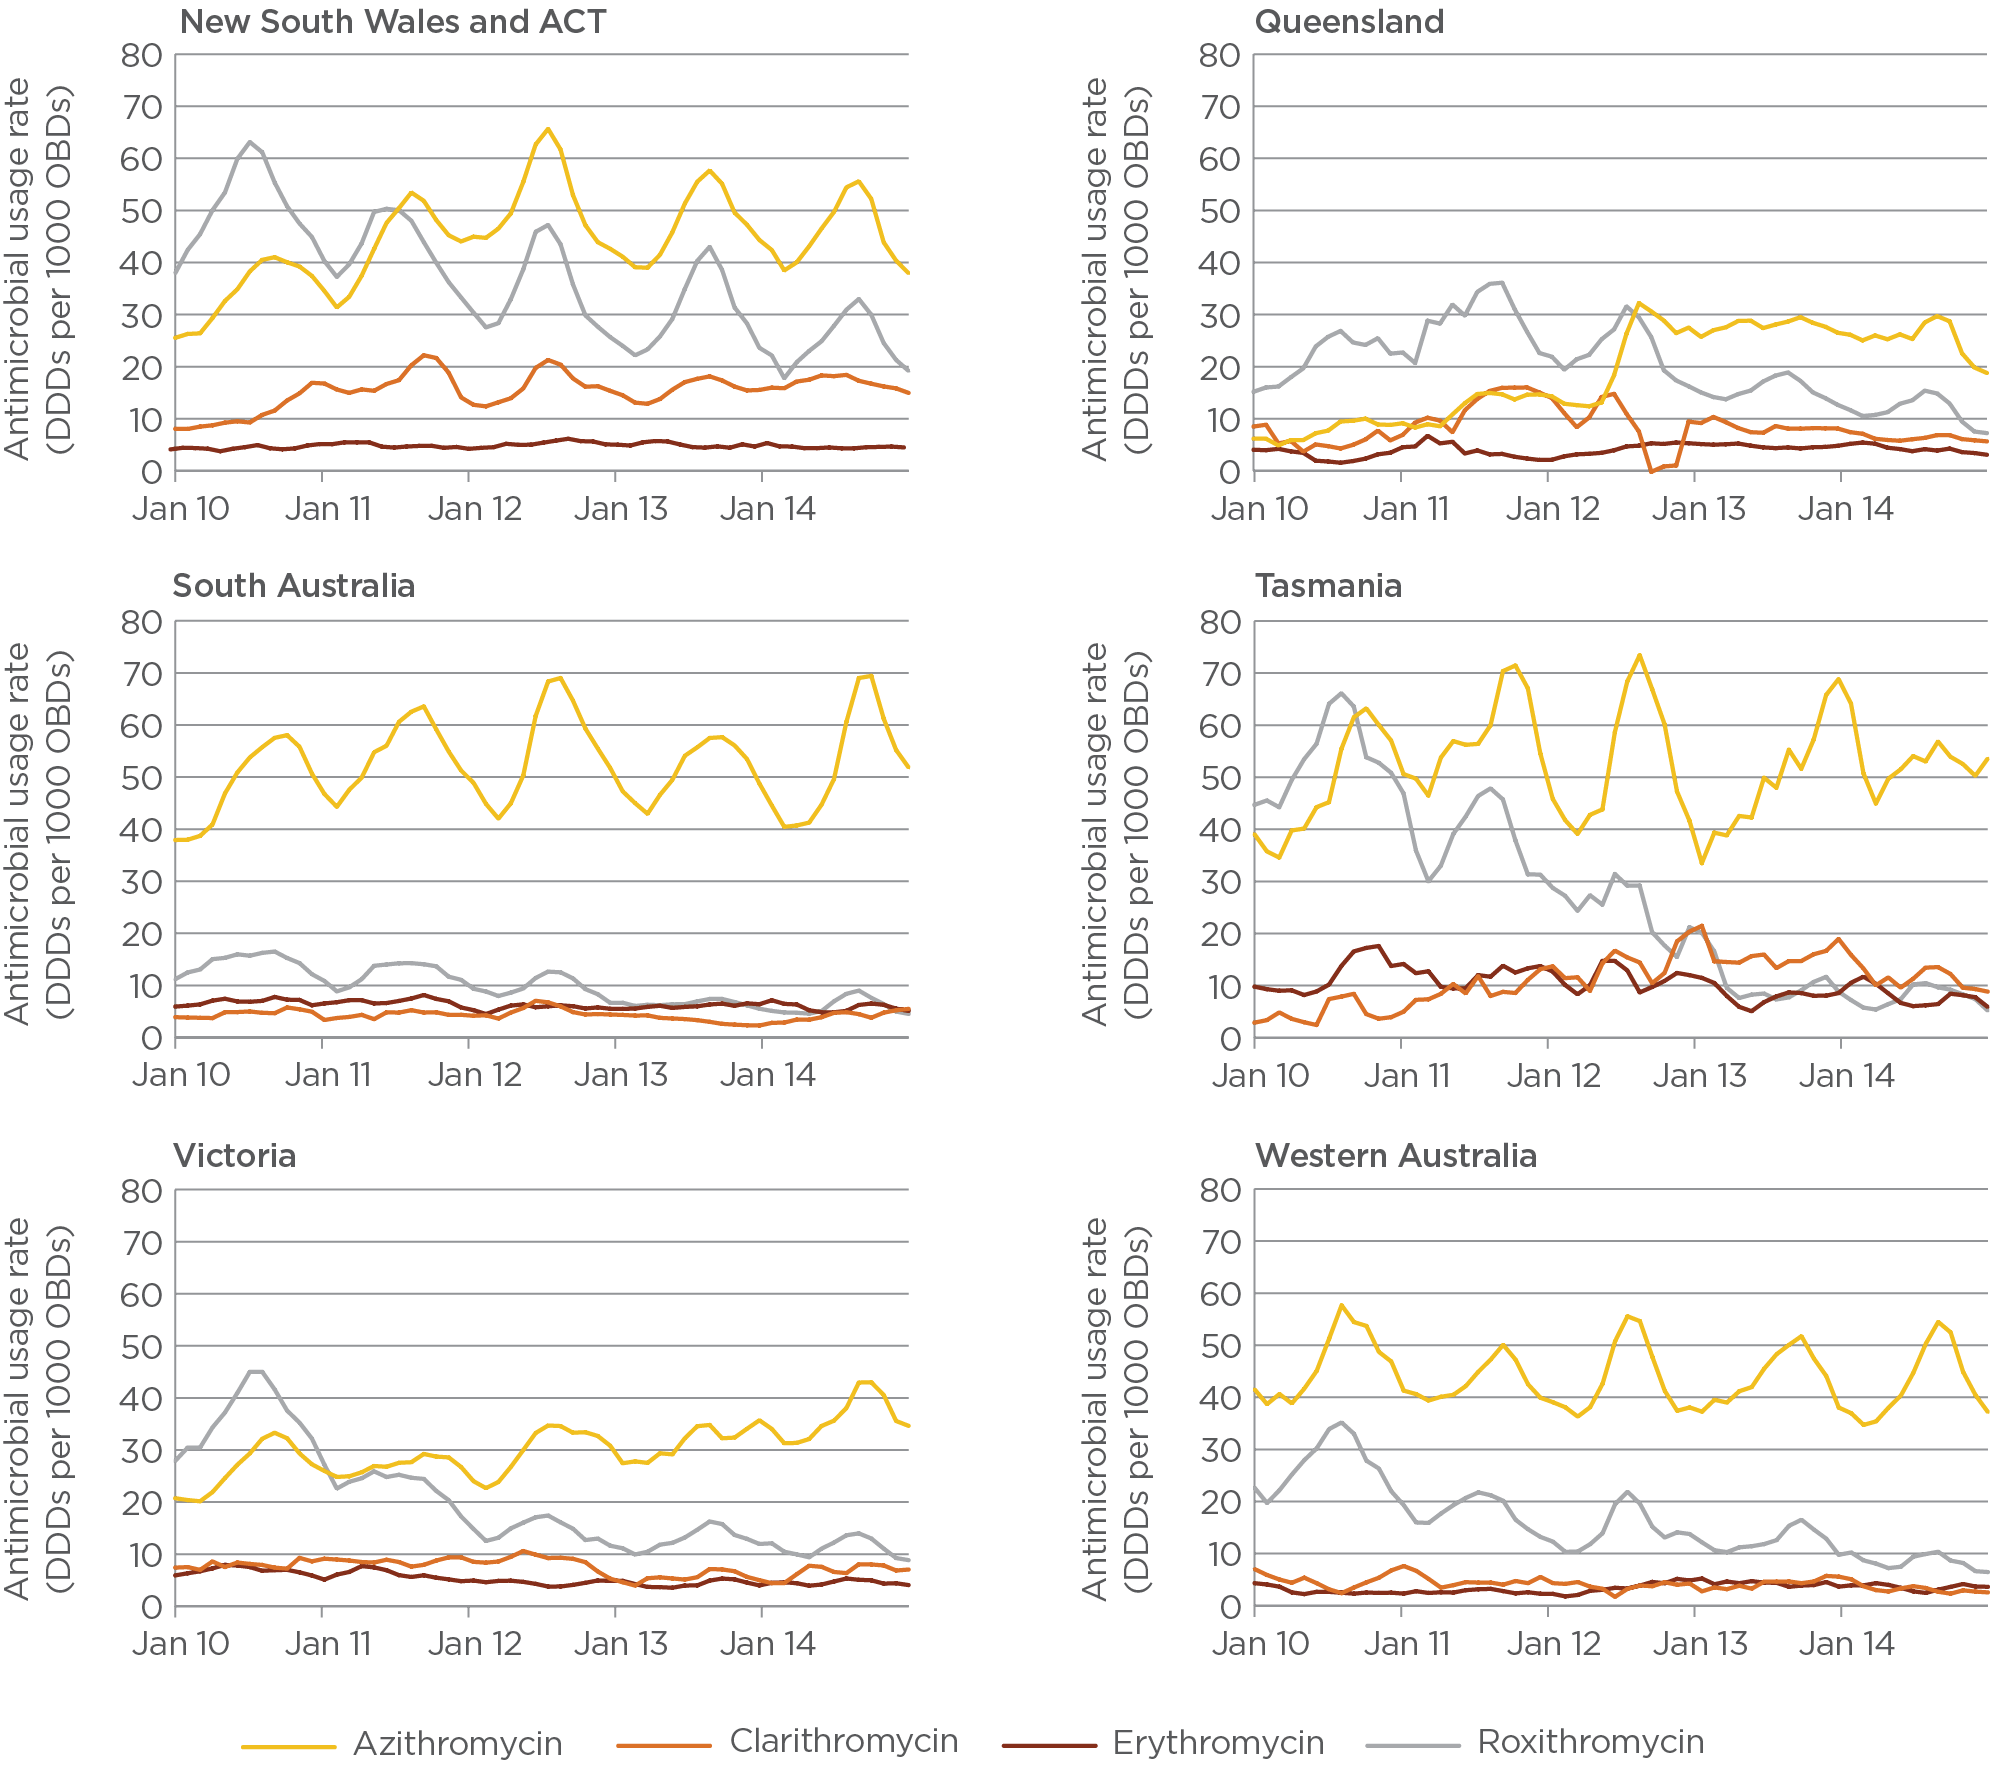 New South Wales and ACT
Antimicrobial usage rate
(DDDs per 1000 OBDs)
80
70
60
50
40
30
20
10
0
Jan 10 Jan 11 Jan 12 Jan 13 Jan 14
Queensland
Antimicrobial usage rate
(DDDs per 1000 OBDs)
80
70
60
50
40
30
20
10
0
Jan 10 Jan 11 Jan 12 Jan 13 Jan 14
South Australia
Antimicrobial usage rate
(DDDs per 1000 OBDs)
80
70
60
50
40
30
20
10
0
Jan 10 Jan 11 Jan 12 Jan 13 Jan 14
Tasmania
Antimicrobial usage rate
(DDDs per 1000 OBDs)
80
70
60
50
40
30
20
10
0
Jan 10 Jan 11 Jan 12 Jan 13 Jan 14
Victoria
Antimicrobial usage rate
(DDDs per 1000 OBDs)
80
70
60
50
40
30
20
10
0
Jan 10 Jan 11 Jan 12 Jan 13 Jan 14
Western Australia
Antimicrobial usage rate
(DDDs per 1000 OBDs)
80
70
60
50
40
30
20
10
0
Jan 10 Jan 11 Jan 12 Jan 13 Jan 14
Azithromycin Clarithromycin Erythromycin Roxithromycin